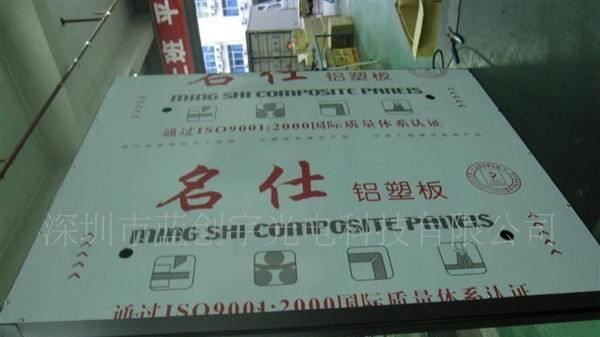 名仕 铝塑板
MING SHI COMPOSITE PANELS
通过ISO9001:2000国际质量体系认证
名仕 铝塑板
MING SHI COMPOSITE PANELS
深圳市蓝创宇光电科技有限公司
通过ISO9001:2000国际质量体系认证